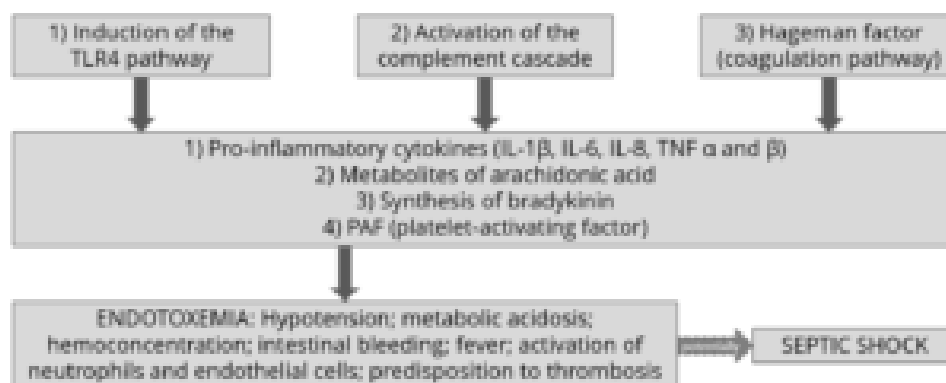 1) Induction of the
TLR4 pathway
2) Activation of the
complement cascade
3) Hageman factor
(coagulation pathway)
1) Pro-inflammatory cytokines (IL-1β, IL-6, IL-8, TNF α and β)
2) Metabolites of arachidonic acid
3) Synthesis of bradykinin
4) PAF (platelet-activating factor)
ENDOTOXEMIA: Hypotension; metabolic acidosis;
hemoconcentration; intestinal bleeding; fever; activation of
neutrophils and endothelial cells; predisposition to thrombosis
SEPTIC SHOCK